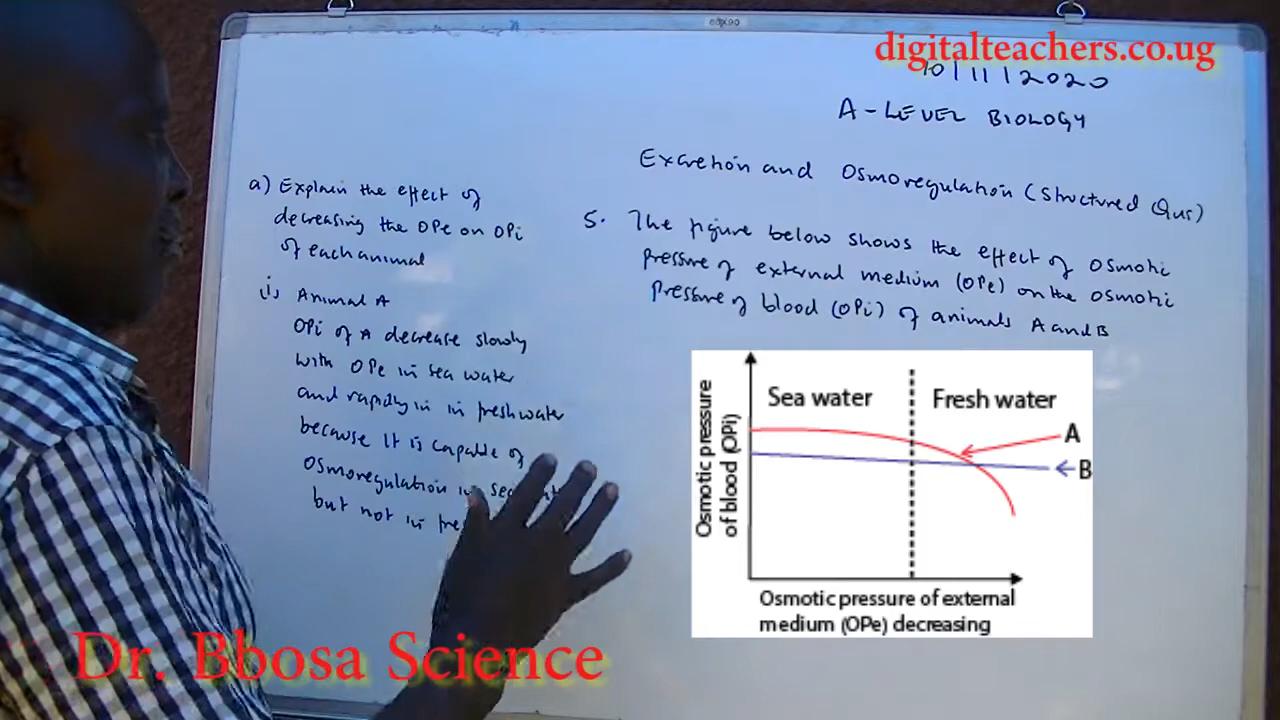 digitalteachers.co.ug
10/11/2020
A-LEVEL BIOLOGY
Excretion and Osmoregulation (Structured Qns)
5. The figure below shows the effect of osmotic
pressure of external medium (OPe) on the osmotic
pressure of blood (OPi) of animals A and B
a) Explain the effect of
decreasing the OPe on OPi
of each animal
i) Animal A
OPi of A decrease slowly
with OPe in sea water
and rapidly in in freshwater
because it is capable of
osmoregulation in
but not in
Osmotic pressure
of blood (OPi)
Sea water
Fresh water
A
B
Osmotic pressure of external
medium (OPe) decreasing
Dr. Bbosa Science